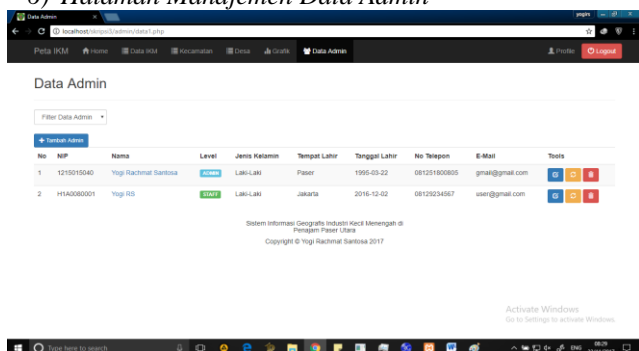 6) Halaman Manajemen Data Admin
Data Admin
yogirs
localhost/skripsi3/admin/data1.php
Peta IKM Home Data IKM Kecamatan Desa Grafik Data Admin Profile Logout
Data Admin
Filter Data Admin
Tambah Admin
No NIP Nama Level Jenis Kelamin Tempat Lahir Tanggal Lahir No Telepon E-Mail Tools
1 1215015040 Yogi Rachmat Santosa ADMIN Laki-Laki Paser 1995-03-22 081251800805 gmail@gmail.com
2 H1A0060001 Yogi RS STAFF Laki-Laki Jakarta 2016-12-02 08129234567 user@gmail.com
Sistem Informasi Geografis Industri Kecil Menengah di
Penajam Paser Utara
Copyright © Yogi Rachmat Santosa 2017
Activate Windows
Go to Settings to activate Windows.
Type here to search
ENG
08:29